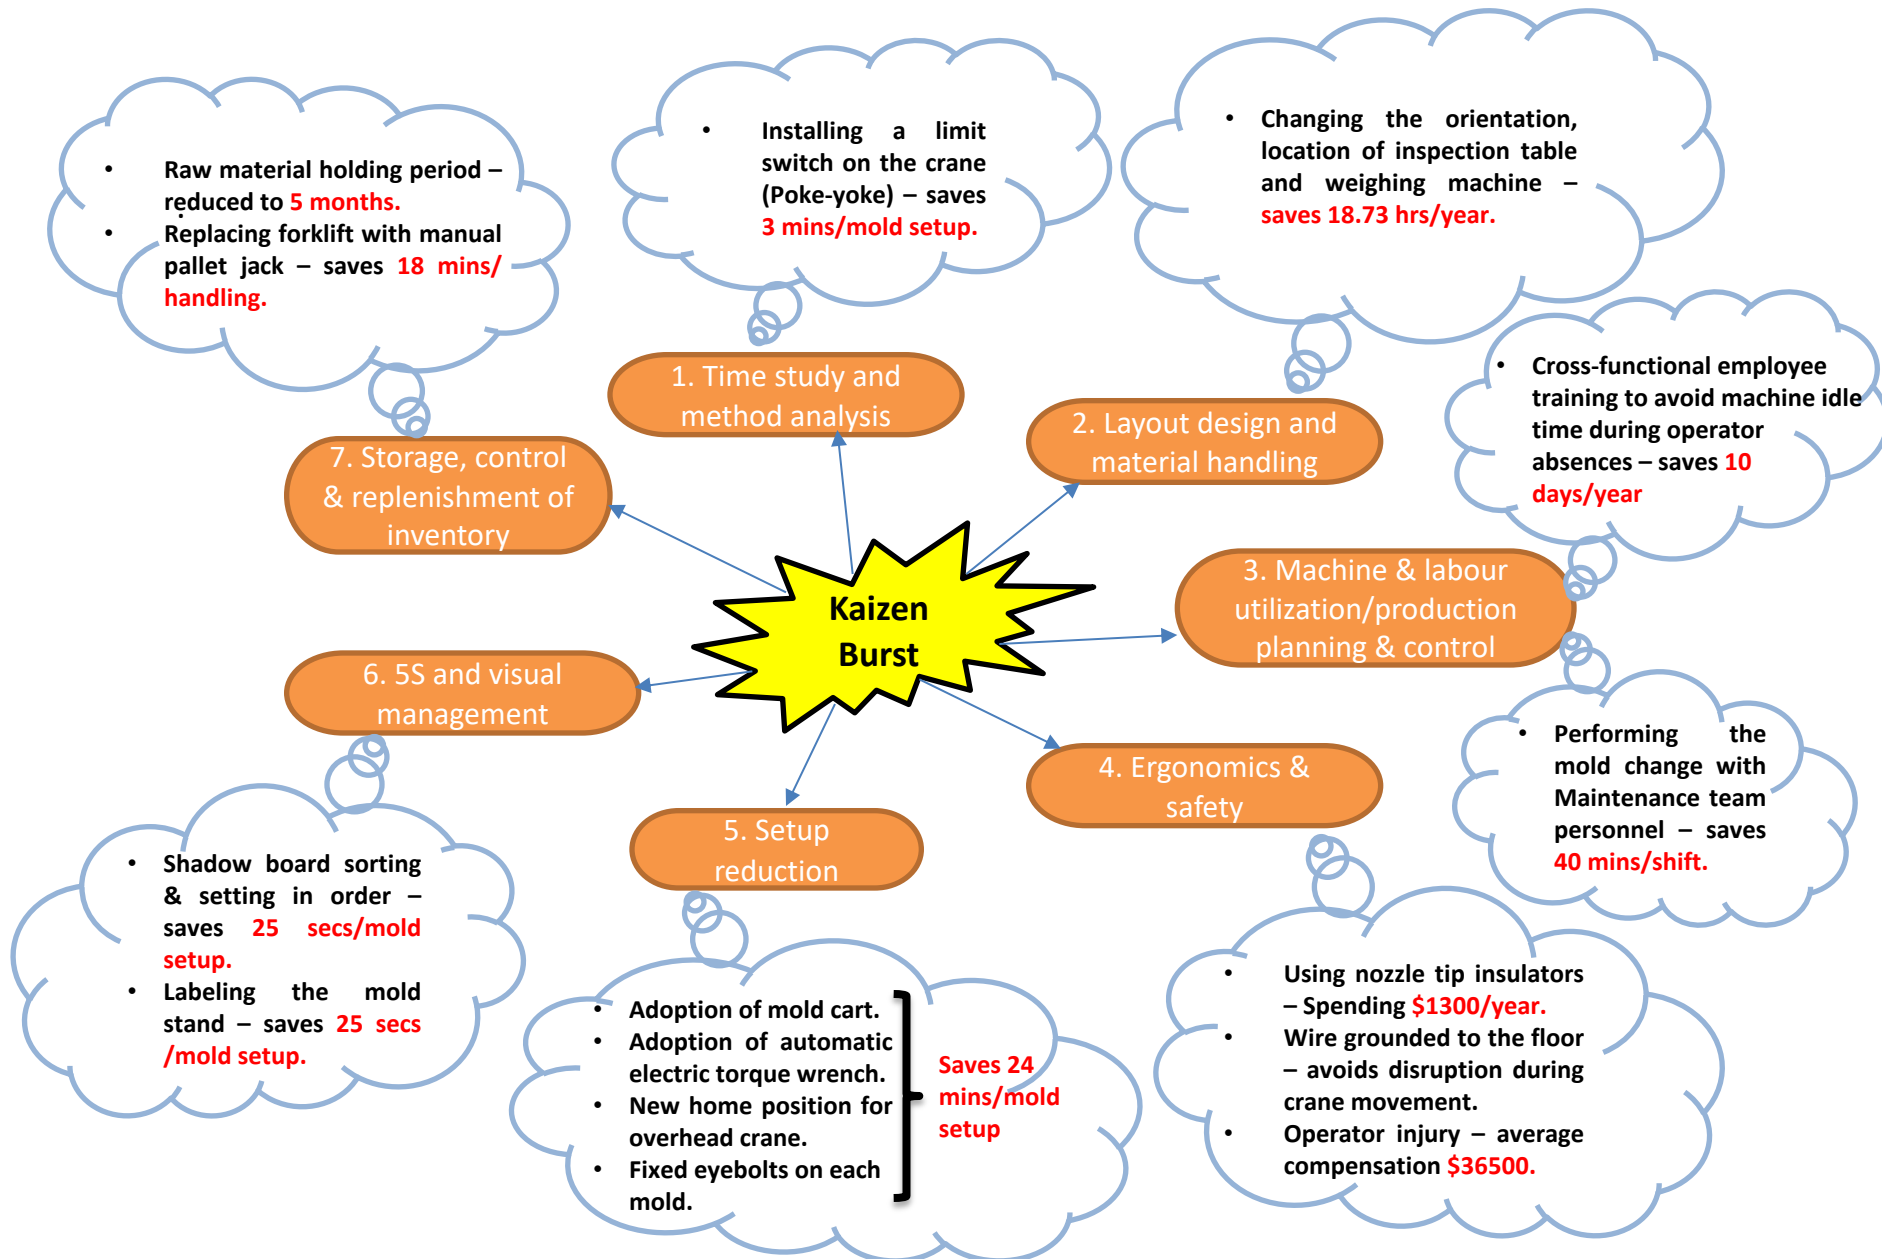 Kaizen
Burst
1. Time study and
method analysis
• Installing a limit
switch on the crane
(Poke-yoke) – saves
3 mins/mold setup.
2. Layout design and
material handling
• Changing the orientation,
location of inspection table
and weighing machine –
saves 18.73 hrs/year.
3. Machine & labour
utilization/production
planning & control
• Cross-functional employee
training to avoid machine idle
time during operator
absences – saves 10
days/year
• Performing the
mold change with
Maintenance team
personnel – saves
40 mins/shift.
4. Ergonomics &
safety
• Using nozzle tip insulators
– Spending $1300/year.
• Wire grounded to the floor
– avoids disruption during
crane movement.
• Operator injury – average
compensation $36500.
5. Setup
reduction
• Adoption of mold cart.
• Adoption of automatic
electric torque wrench.
• New home position for
overhead crane.
• Fixed eyebolts on each
mold.
Saves 24
mins/mold
setup
6. 5S and visual
management
• Shadow board sorting
& setting in order –
saves 25 secs/mold
setup.
• Labeling the mold
stand – saves 25 secs
/mold setup.
7. Storage, control
& replenishment of
inventory
• Raw material holding period –
reduced to 5 months.
• Replacing forklift with manual
pallet jack – saves 18 mins/
handling.